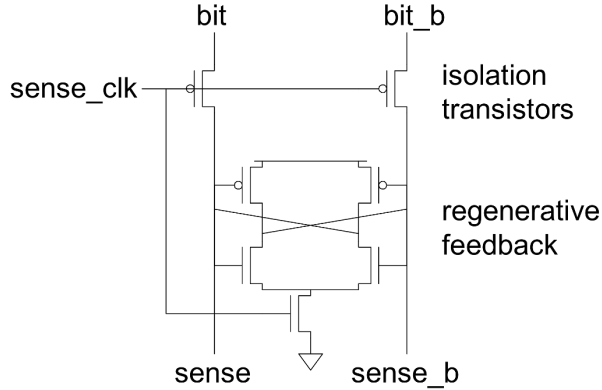 bit
bit_b
sense_clk
isolation
transistors
regenerative
feedback
sense
sense_b